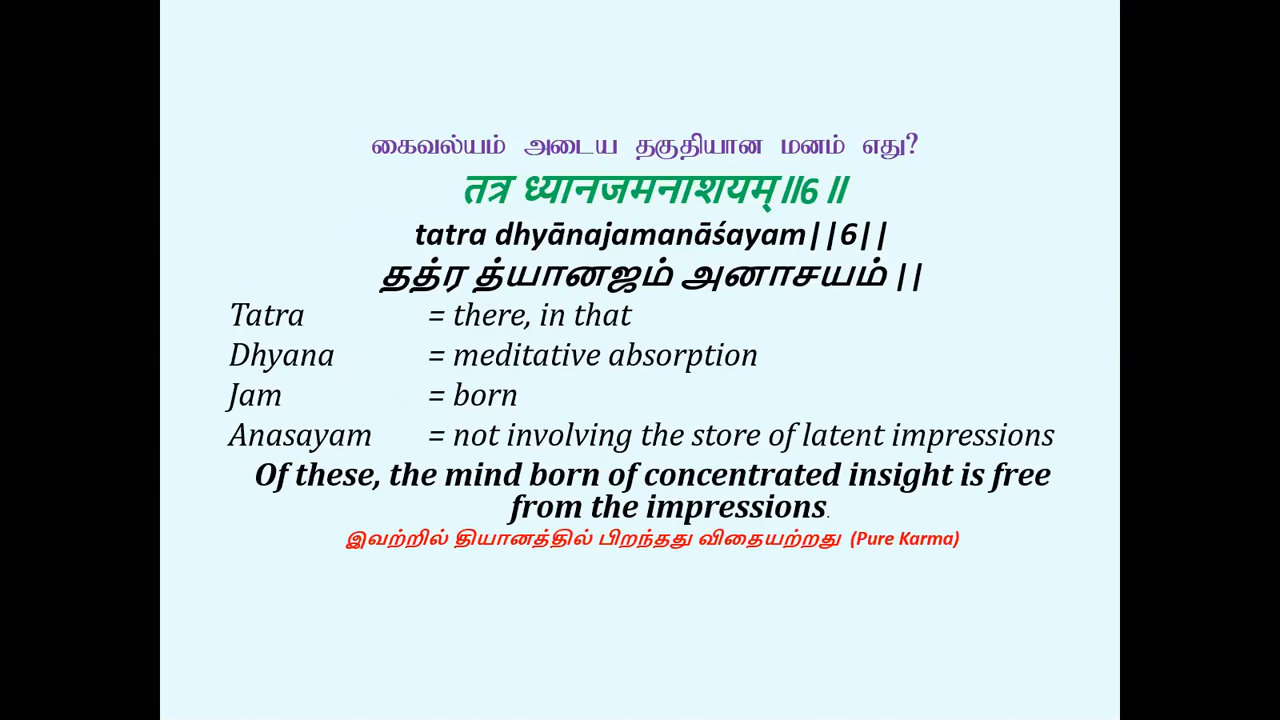 கைவல்யம் அடைய தகுதியான மனம் எது?
तत्र ध्यानजमनाशयम्॥6॥
tatra dhyānajamanāśayam||6||
தத்ர த்யானஜம் அனாசயம் ||
Tatra = there, in that
Dhyana = meditative absorption
Jam = born
Anasayam = not involving the store of latent impressions
Of these, the mind born of concentrated insight is free
from the impressions.
இவற்றில் தியானத்தில் பிறந்தது விதையற்றது (Pure Karma)